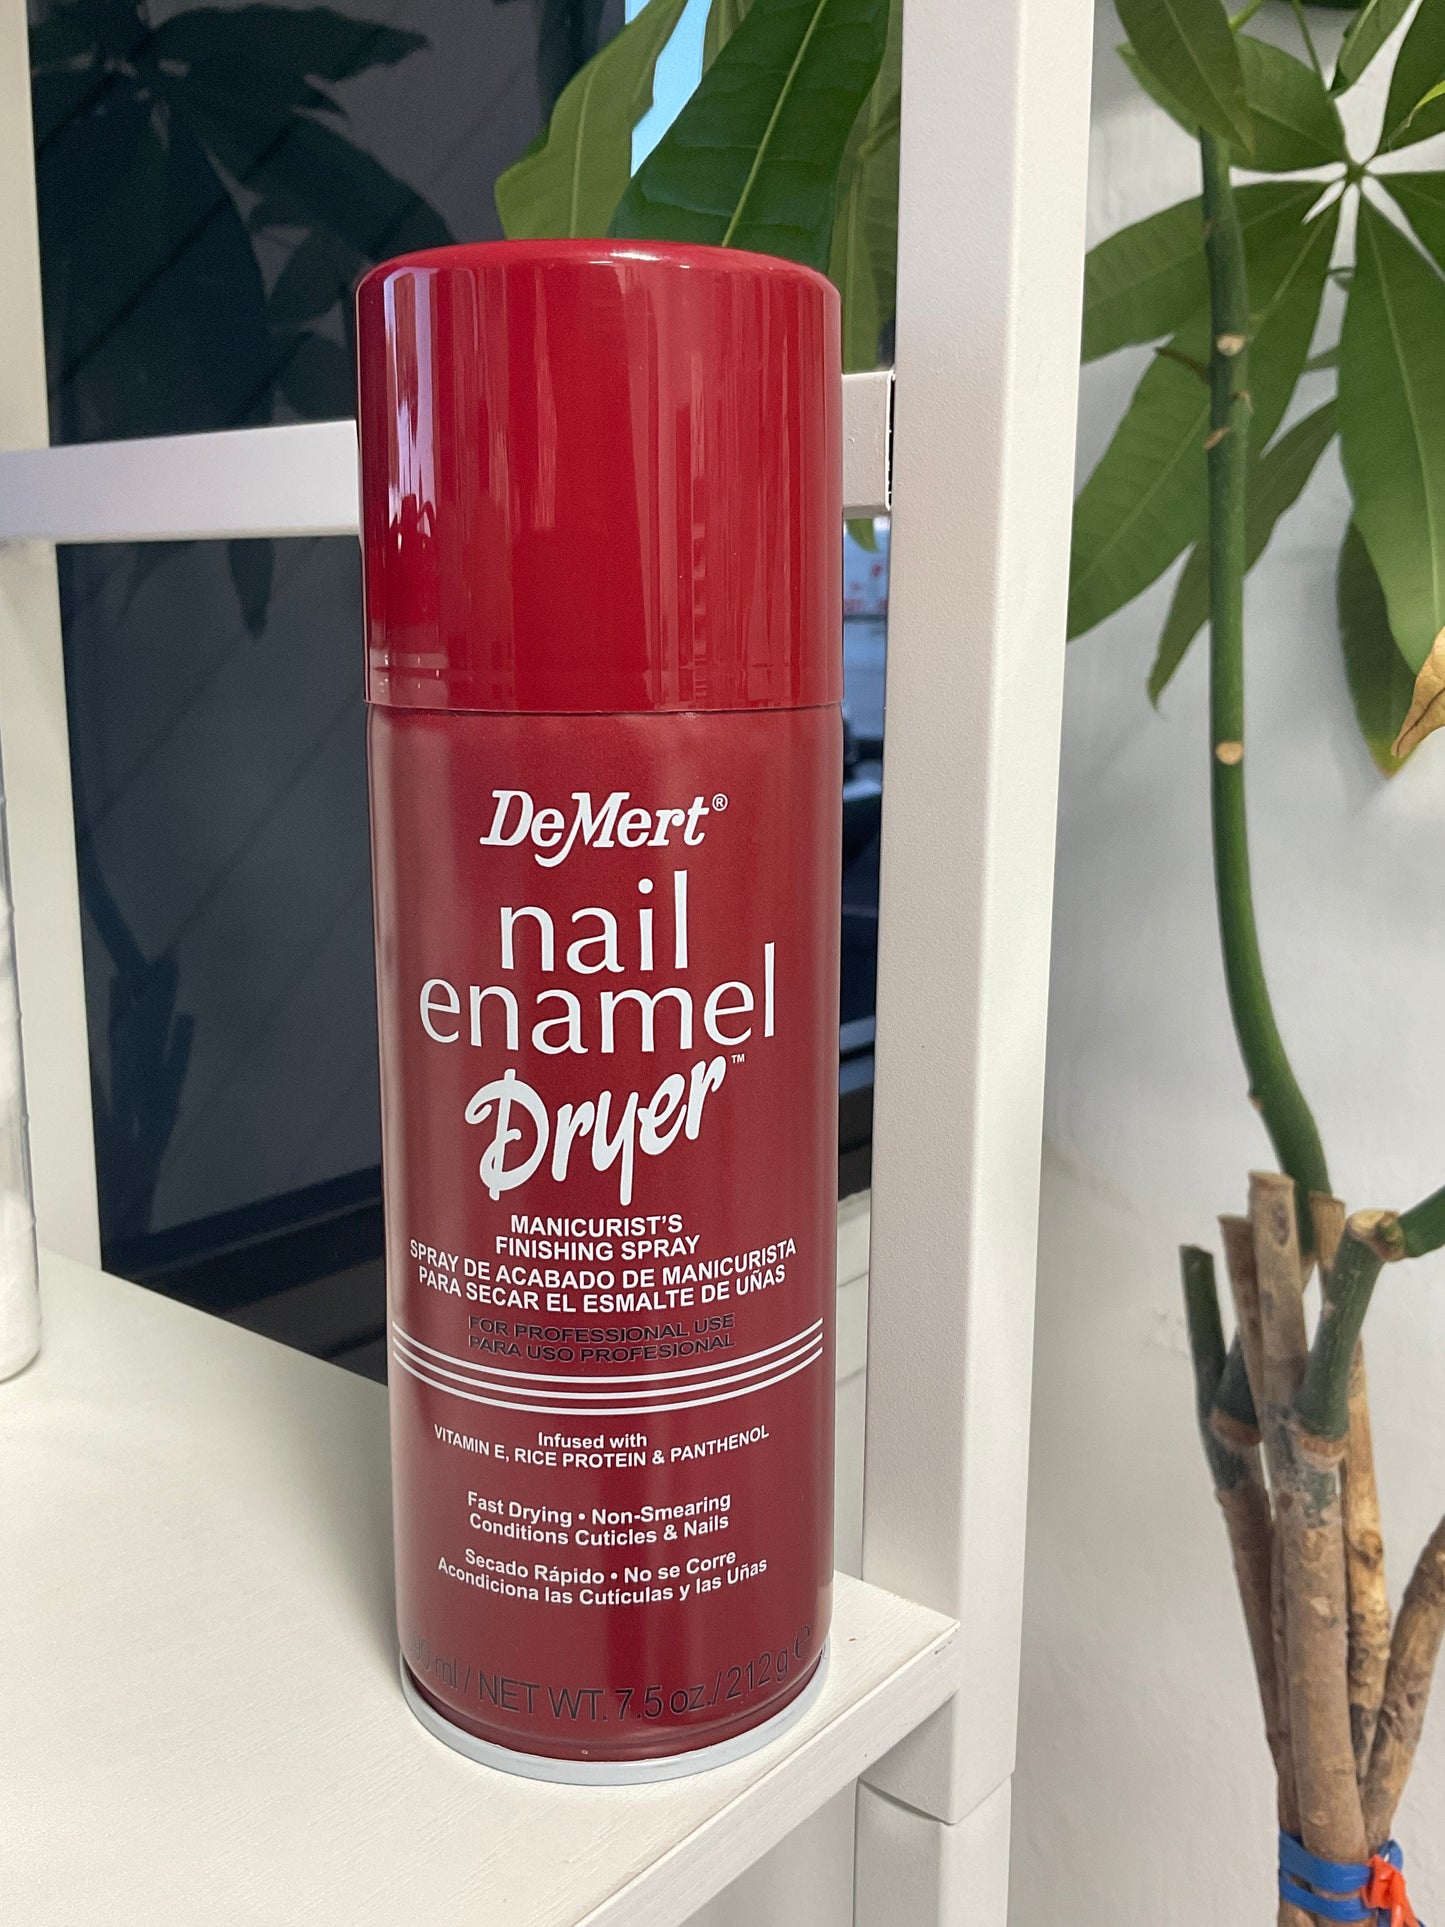 DeMert®
nail
enamel
Dryer™
MANICURIST'S
FINISHING SPRAY
SPRAY DE ACABADO DE MANICURISTA
PARA SECAR EL ESMALTE DE UÑAS
FOR PROFESSIONAL USE
PARA USO PROFESIONAL
Infused with
VITAMIN E, RICE PROTEIN & PANTHENOL
Fast Drying • Non-Smearing
Conditions Cuticles & Nails
Secado Rápido • No se Corre
Acondiciona las Cutículas y las Uñas
ml / NET WT. 7.5 oz./212 g e